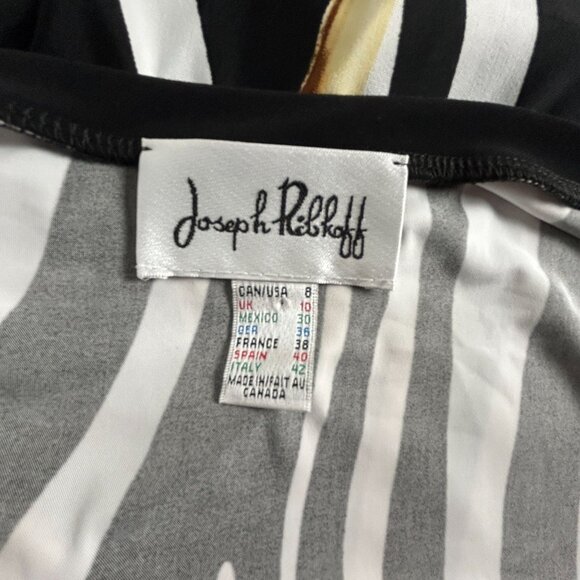 Joseph Ribkoff
CAN/USA 8
UK 10
MEXICO 30
GER 36
FRANCE 38
SPAIN 40
ITALY 42
MADE IN/FAIT AU
CANADA